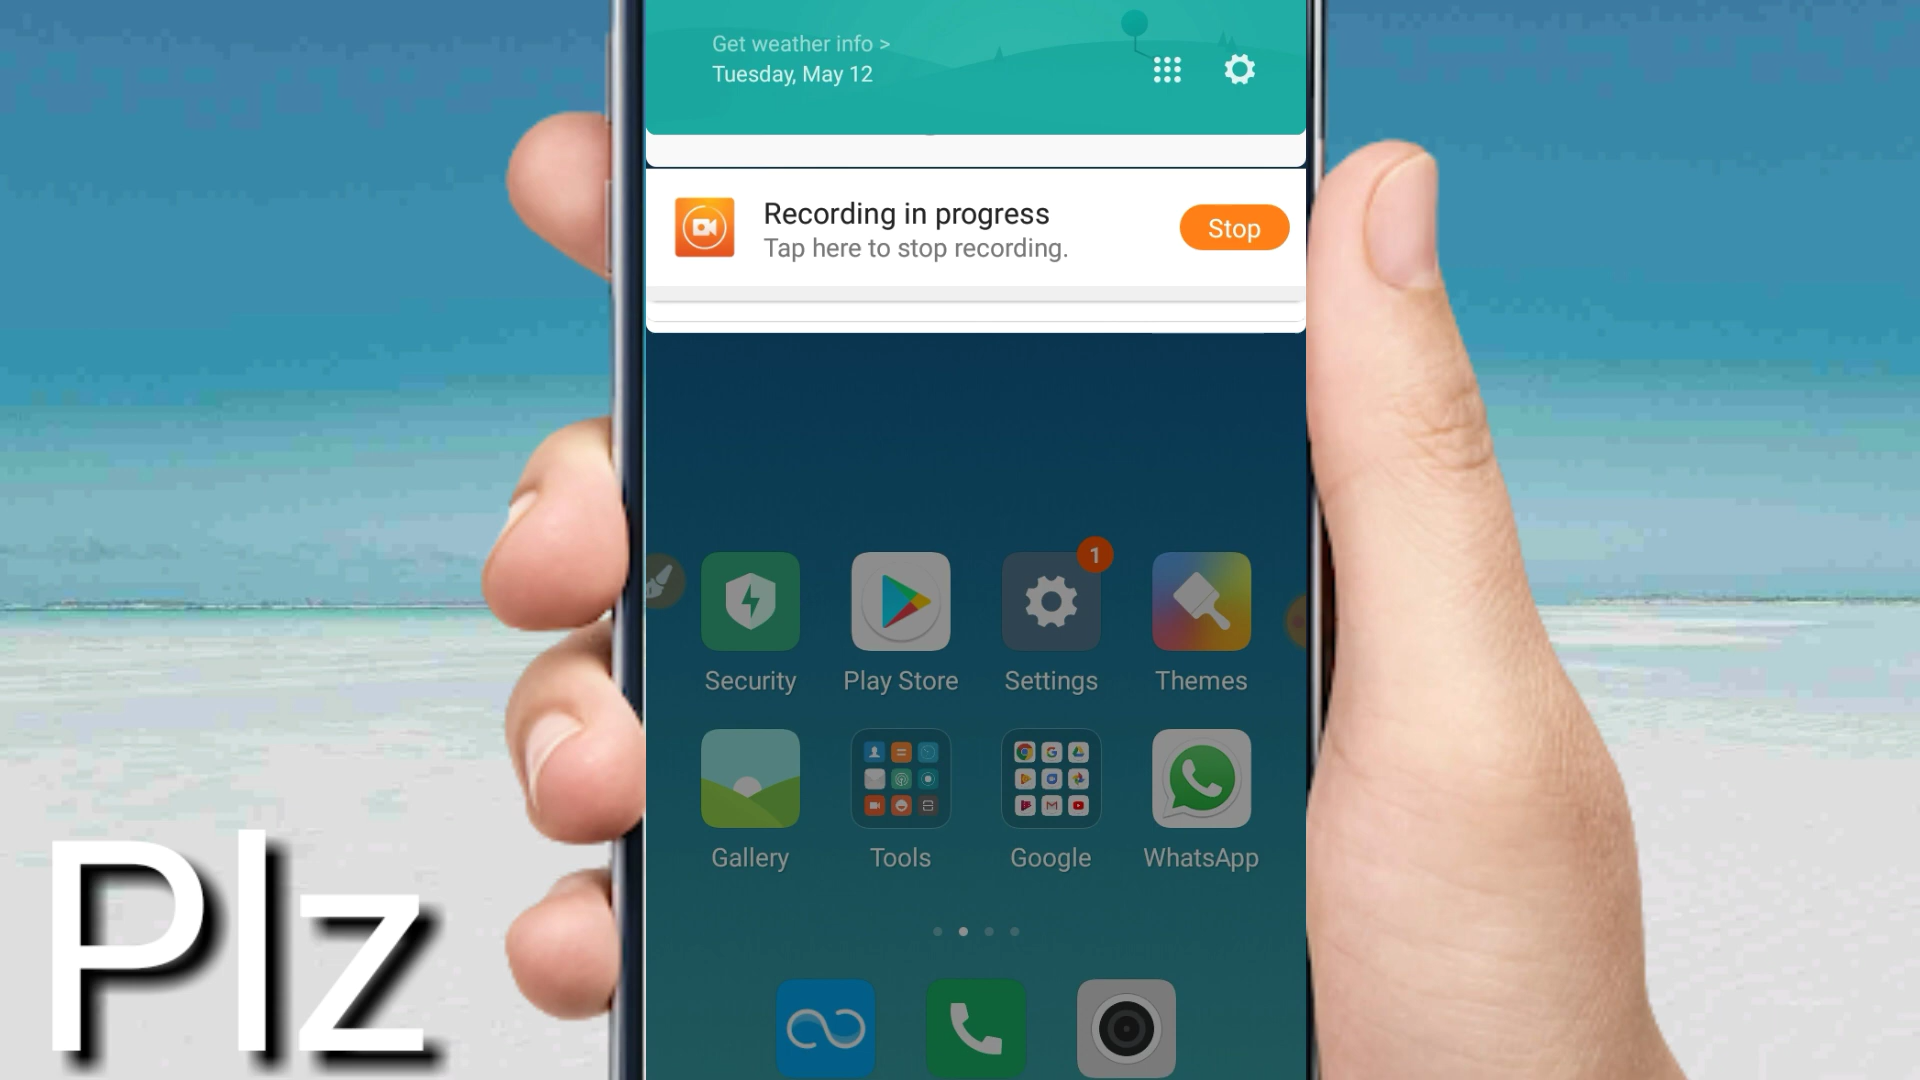 Get weather info >
Tuesday, May 12
Recording in progress
Tap here to stop recording.
Stop
1
Security
Play Store
Settings
Themes
Gallery
Tools
Google
WhatsApp
Plz